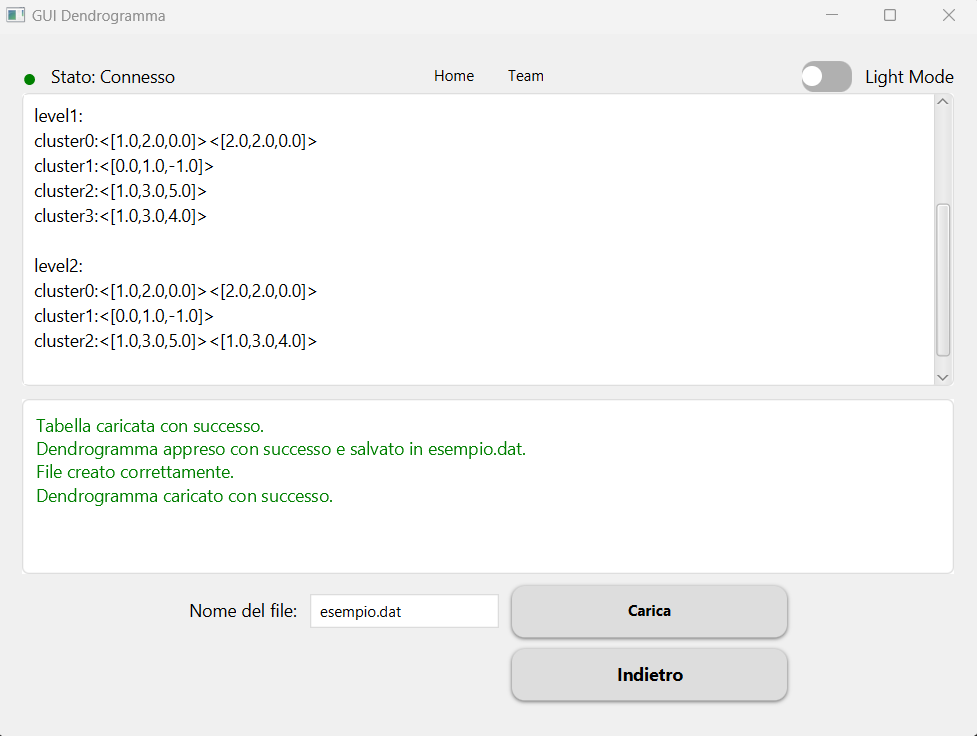 GUI Dendrogramma
Stato: Connesso
Home
Team
Light Mode
level1:
cluster0:<[1.0,2.0,0.0]><[2.0,2.0,0.0]>
cluster1:<[0.0,1.0,-1.0]>
cluster2:<[1.0,3.0,5.0]>
cluster3:<[1.0,3.0,4.0]>

level2:
cluster0:<[1.0,2.0,0.0]><[2.0,2.0,0.0]>
cluster1:<[0.0,1.0,-1.0]>
cluster2:<[1.0,3.0,5.0]><[1.0,3.0,4.0]>

Tabella caricata con successo.
Dendrogramma appreso con successo e salvato in esempio.dat.
File creato correttamente.
Dendrogramma caricato con successo.
Nome del file:
esempio.dat
Carica
Indietro